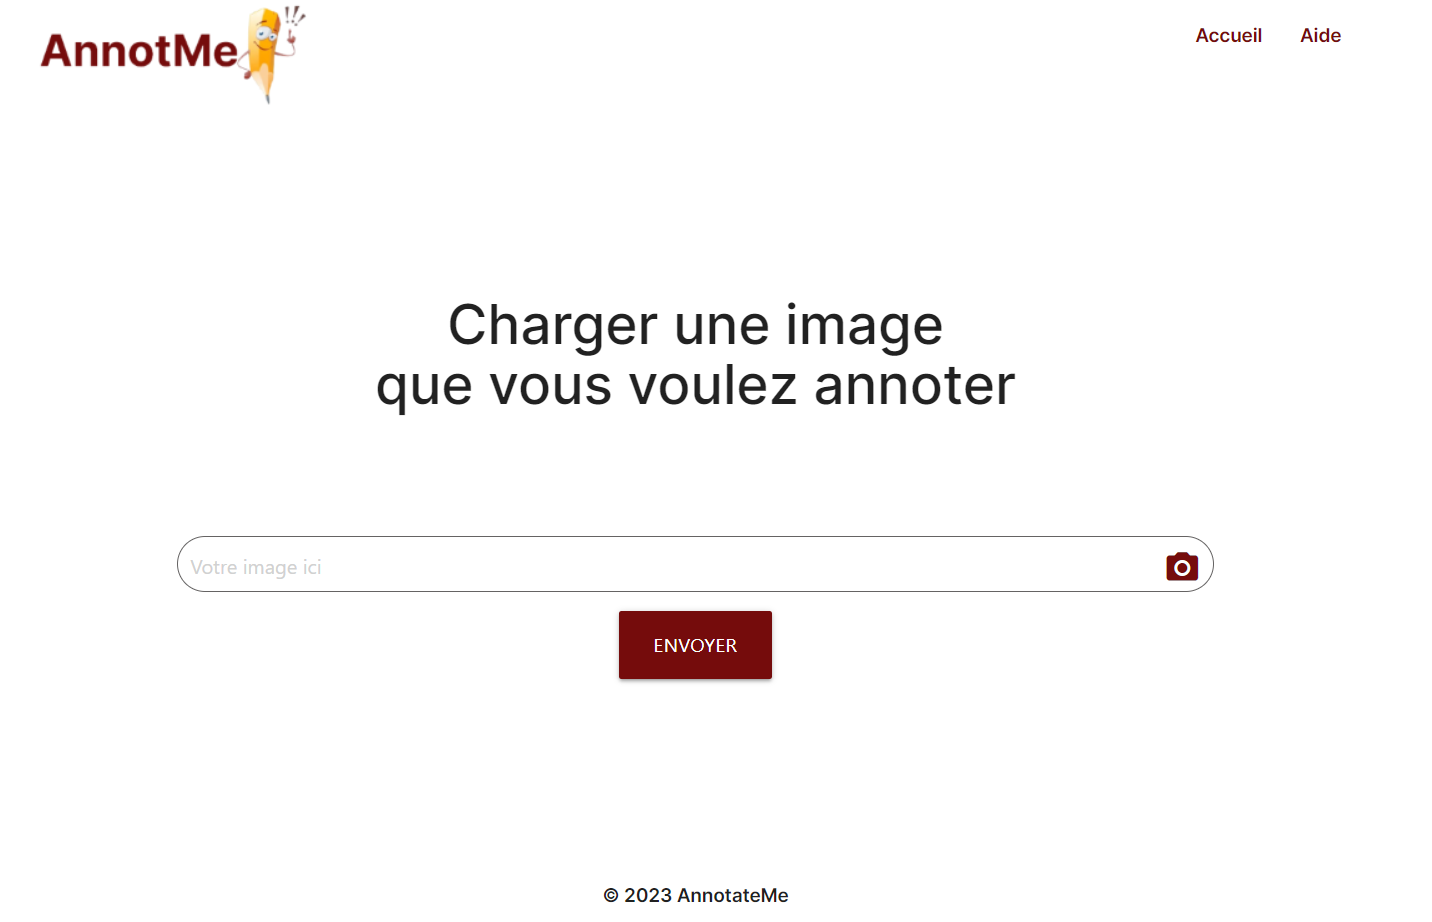 AnnotMe
Accueil
Aide
Charger une image
que vous voulez annoter
Votre image ici
ENVOYER
© 2023 AnnotateMe